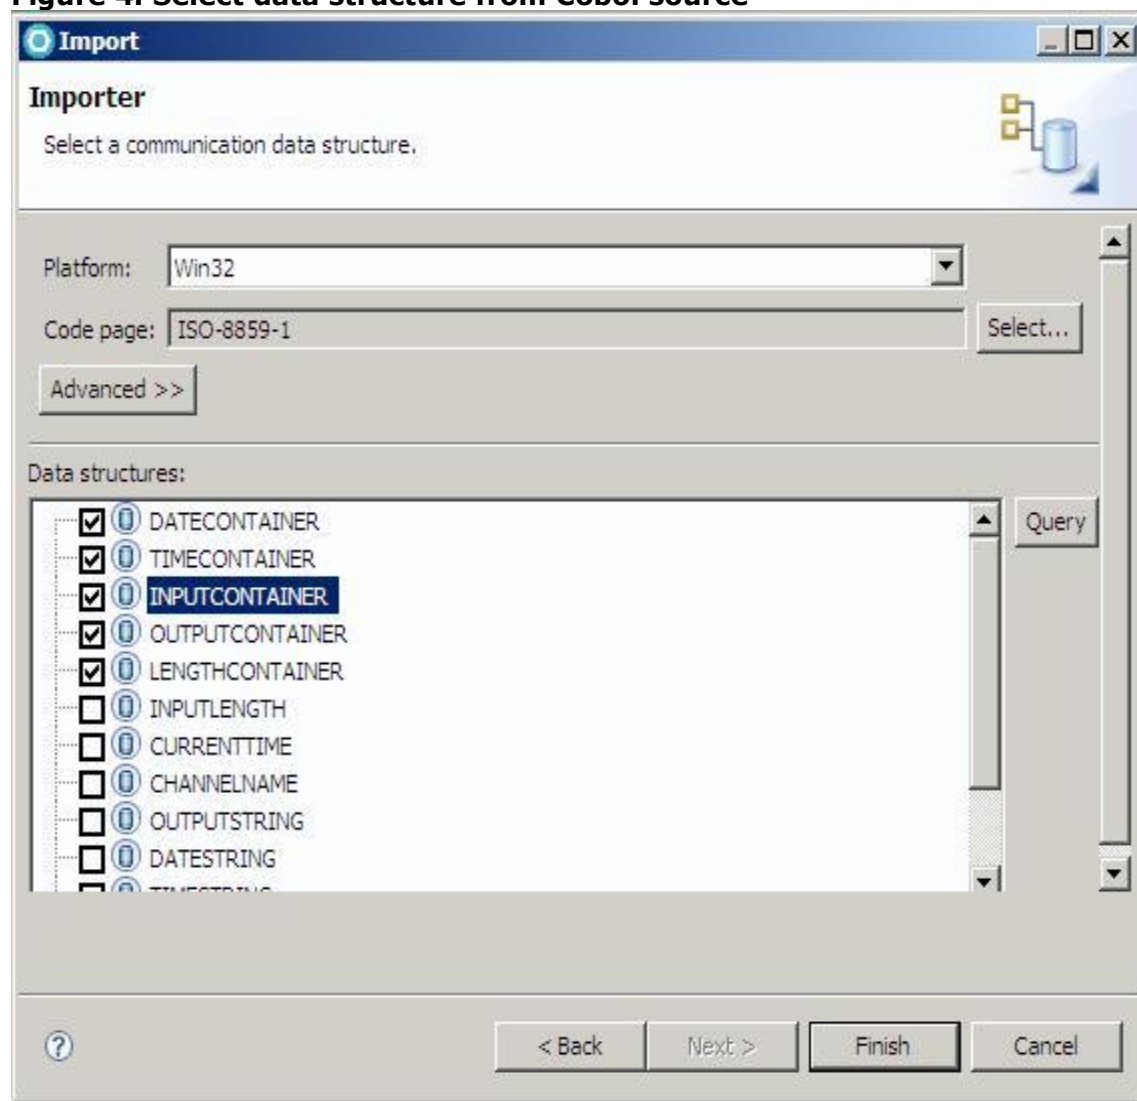 Figure 4. Select data structure from Cobol source
Import
Importer
Select a communication data structure.
Platform: Win32
Code page: ISO-8859-1 Select...
Advanced >>
Data structures:
DATECONTAINER Query
TIMECONTAINER
INPUTCONTAINER
OUTPUTCONTAINER
LENGTHCONTAINER
INPUTLENGTH
CURRENTTIME
CHANNELNAME
OUTPUTSTRING
DATESTRING
TIMESTRING
? < Back Next > Finish Cancel